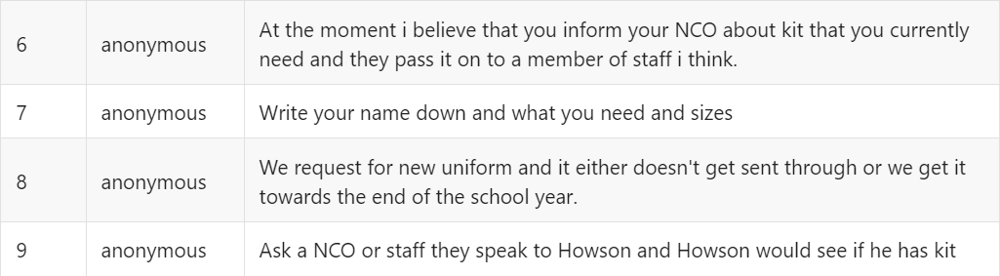 6 anonymous At the moment i believe that you inform your NCO about kit that you currently
need and they pass it on to a member of staff i think.
7 anonymous Write your name down and what you need and sizes
8 anonymous We request for new uniform and it either doesn't get sent through or we get it
towards the end of the school year.
9 anonymous Ask a NCO or staff they speak to Howson and Howson would see if he has kit